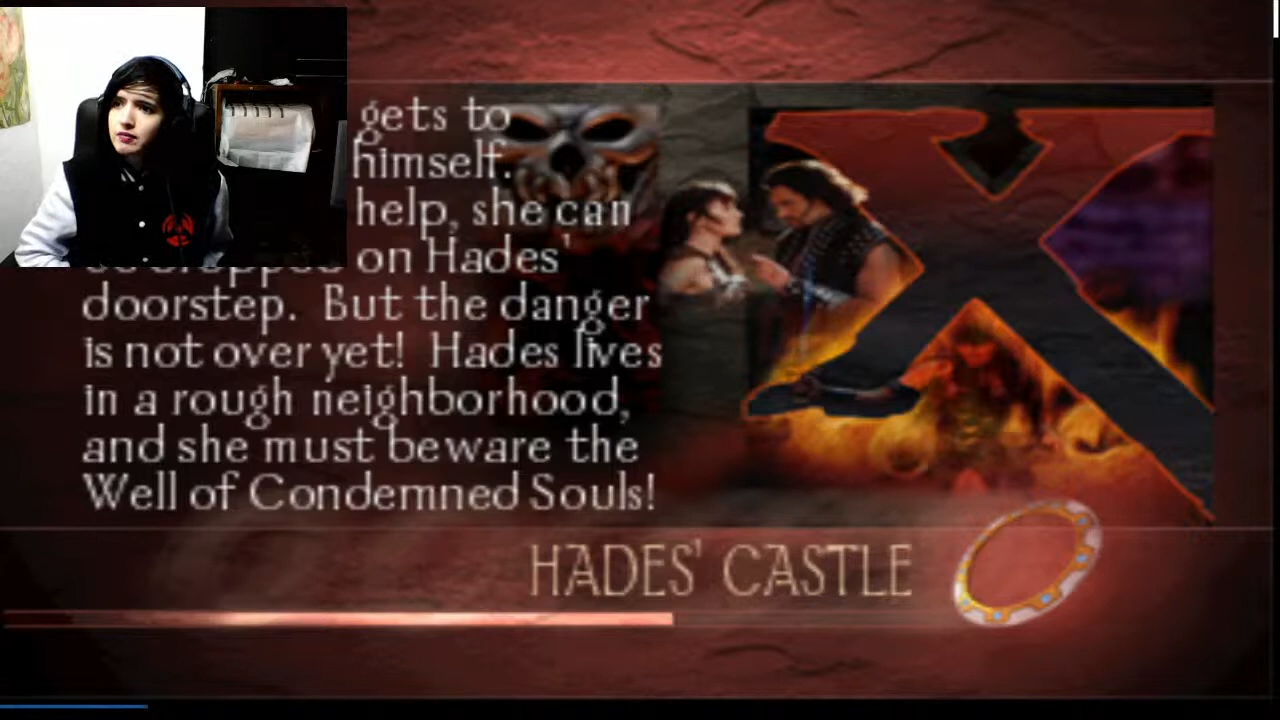 gets to
himself.
help, she can
on Hades'
doorstep. But the danger
is not over yet! Hades lives
in a rough neighborhood,
and she must beware the
Well of Condemned Souls!
HADES' CASTLE